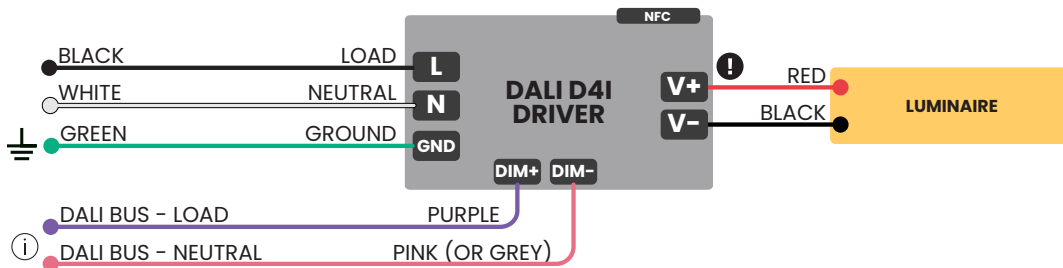 NFC
BLACK LOAD L
WHITE NEUTRAL N
GREEN GROUND GND
DALI D4I
DRIVER
V+ ! RED
V- BLACK
LUMINAIRE
DIM+ DIM-
DALI BUS - LOAD PURPLE
i DALI BUS - NEUTRAL PINK (OR GREY)